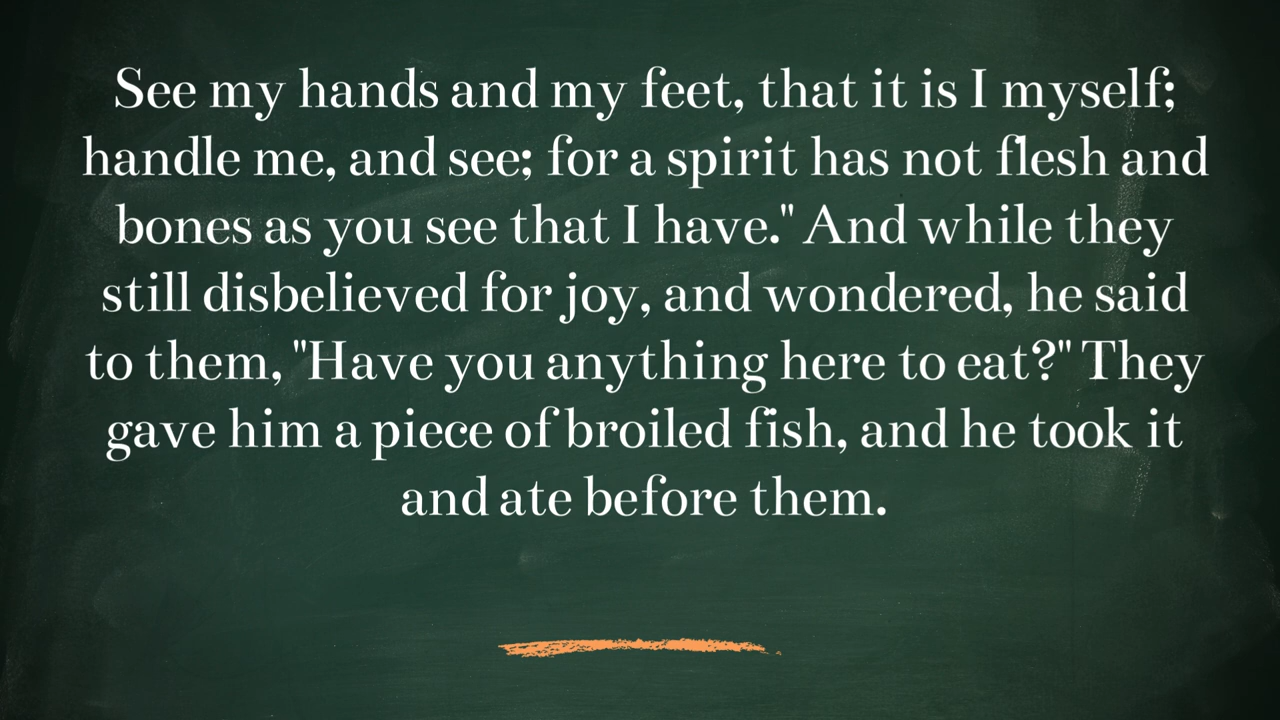 See my hands and my feet, that it is I myself;
handle me, and see; for a spirit has not flesh and
bones as you see that I have." And while they
still disbelieved for joy, and wondered, he said
to them, "Have you anything here to eat?" They
gave him a piece of broiled fish, and he took it
and ate before them.